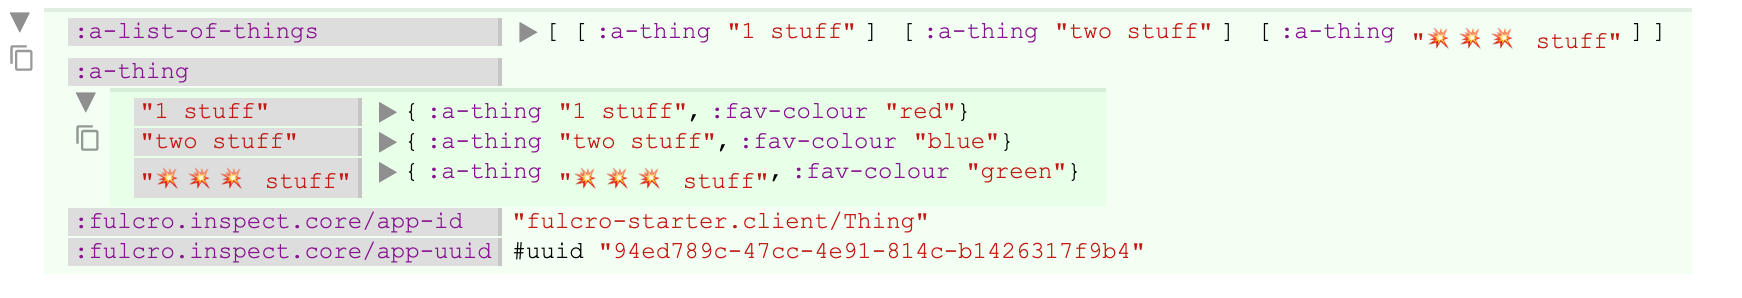 :a-list-of-things [ [ :a-thing "1 stuff" ] [ :a-thing "two stuff" ] [ :a-thing "💥💥💥 stuff" ] ]
:a-thing
"1 stuff" { :a-thing "1 stuff", :fav-colour "red"}
"two stuff" { :a-thing "two stuff", :fav-colour "blue"}
"💥💥💥 stuff" { :a-thing "💥💥💥 stuff", :fav-colour "green"}
:fulcro.inspect.core/app-id "fulcro-starter.client/Thing"
:fulcro.inspect.core/app-uuid #uuid "94ed789c-47cc-4e91-814c-b1426317f9b4"